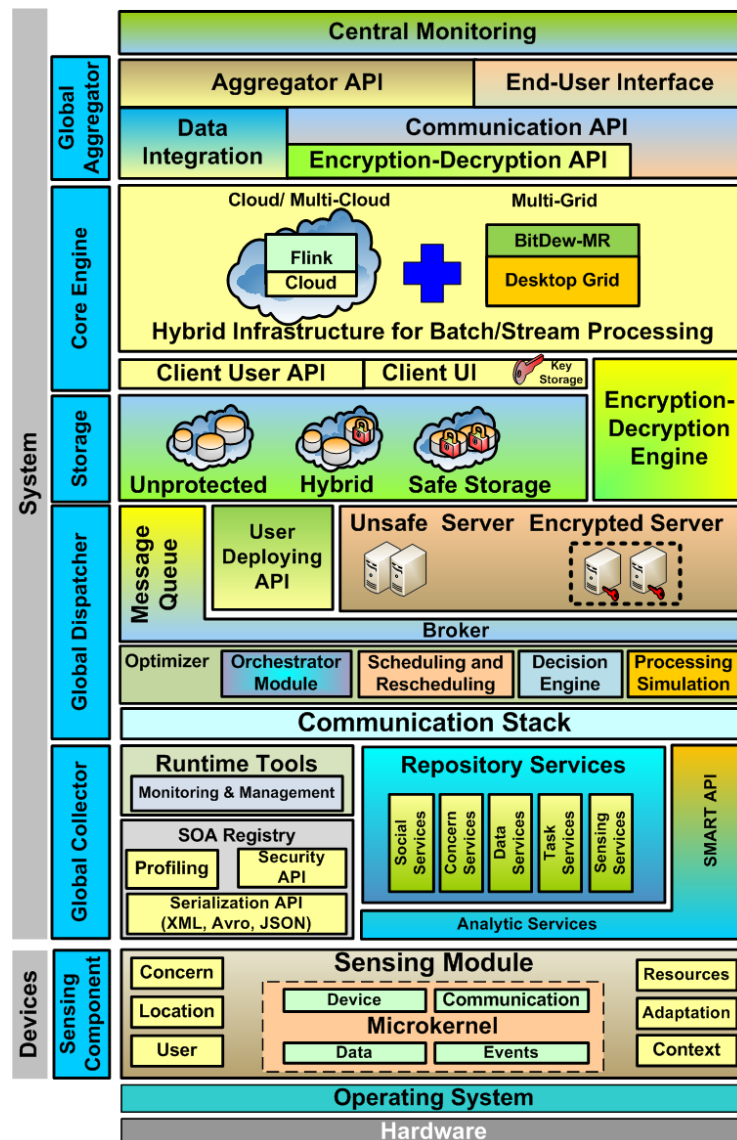 Central Monitoring
System
Global
Aggregator
Aggregator API
End-User Interface
Data
Integration
Communication API
Encryption-Decryption API
Core Engine
Cloud/ Multi-Cloud
Multi-Grid
Flink
Cloud
BitDew-MR
Desktop Grid
Hybrid Infrastructure for Batch/Stream Processing
Client User API
Client UI
Key
Storage
Encryption-
Decryption
Engine
Storage
Unprotected
Hybrid
Safe Storage
Global Dispatcher
Message
Queue
User
Deploying
API
Unsafe Server
Encrypted Server
Broker
Optimizer
Orchestrator
Module
Scheduling and
Rescheduling
Decision
Engine
Processing
Simulation
Communication Stack
Global Collector
Runtime Tools
Monitoring & Management
SOA Registry
Profiling
Security
API
Serialization API
(XML, Avro, JSON)
Repository Services
Social
Services
Concern
Services
Data
Services
Task
Services
Sensing
Services
Analytic Services
SMART API
Devices
Sensing
Component
Sensing Module
Concern
Location
User
Device
Communication
Microkernel
Data
Events
Resources
Adaptation
Context
Operating System
Hardware